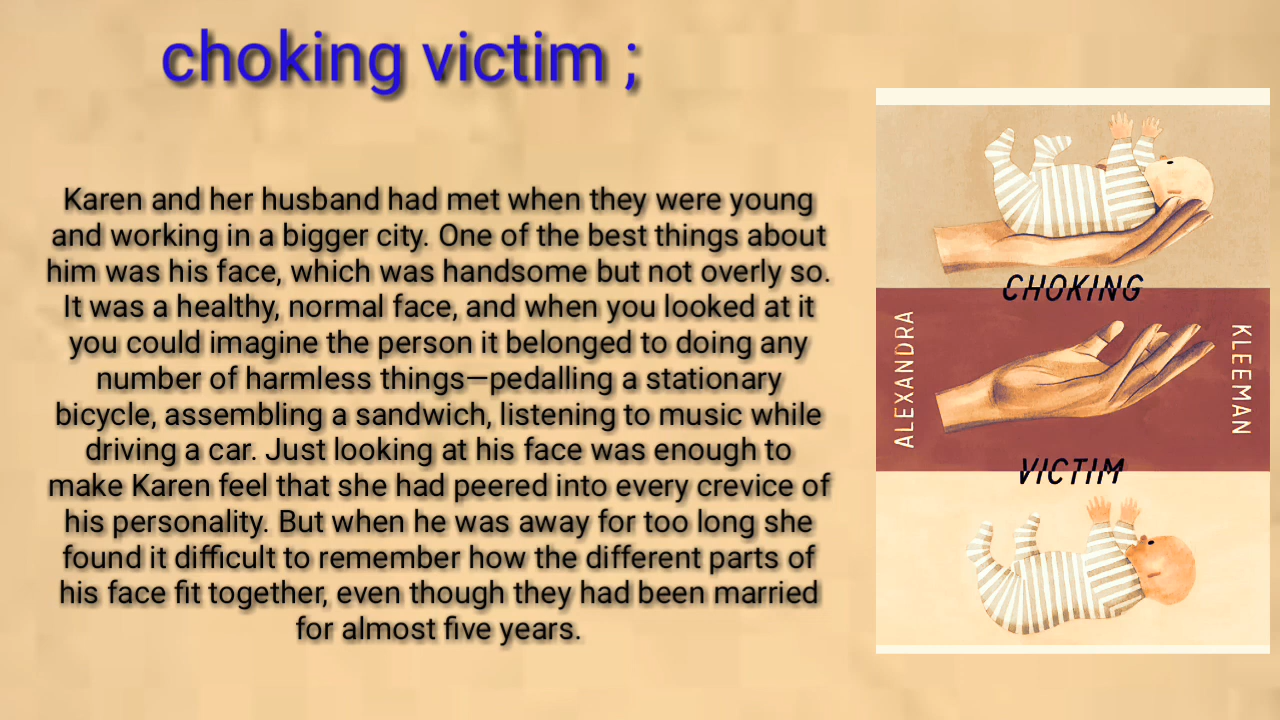 choking victim ;
Karen and her husband had met when they were young
and working in a bigger city. One of the best things about
him was his face, which was handsome but not overly so.
It was a healthy, normal face, and when you looked at it
you could imagine the person it belonged to doing any
number of harmless things—pedalling a stationary
bicycle, assembling a sandwich, listening to music while
driving a car. Just looking at his face was enough to
make Karen feel that she had peered into every crevice of
his personality. But when he was away for too long she
found it difficult to remember how the different parts of
his face fit together, even though they had been married
for almost five years.
CHOKING
ALEXANDRA
KLEEMAN
VICTIM